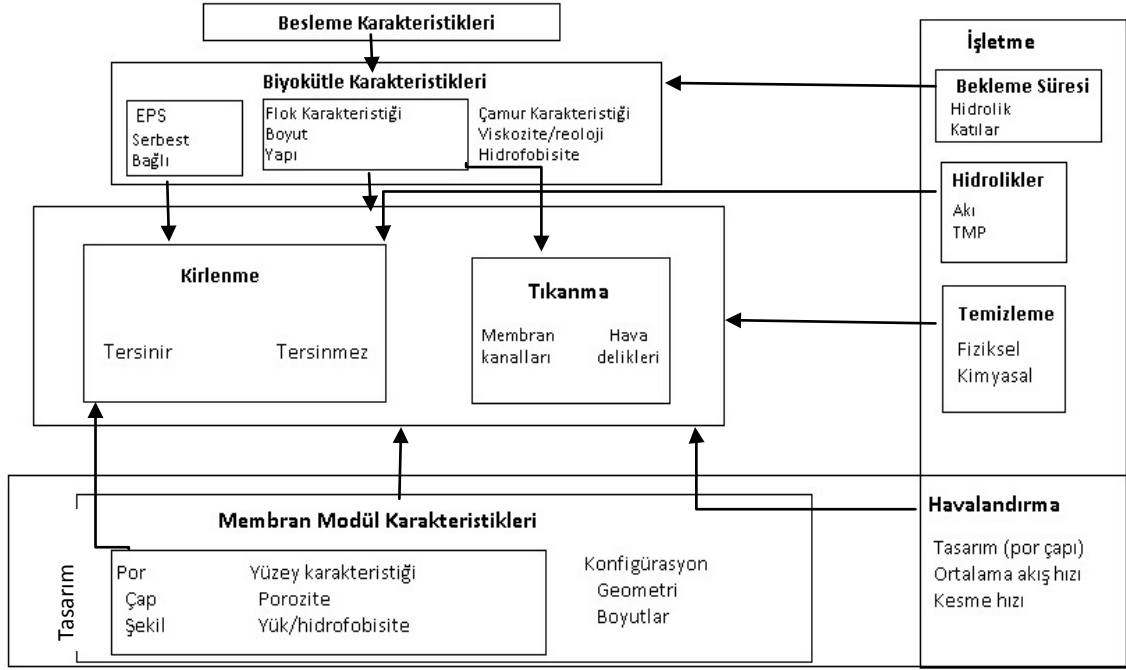 Besleme Karakteristikleri
Biyokütle Karakteristikleri
EPS
Serbest
Bağlı
Flok Karakteristiği
Boyut
Yapı
Çamur Karakteristiği
Viskozite/reoloji
Hidrofobisite
İşletme
Bekleme Süresi
Hidrolik
Katılar
Hidrolikler
Akı
TMP
Kirlenme
Tersinir
Tersinmez
Tıkanma
Membran
kanalları
Hava
delikleri
Temizleme
Fiziksel
Kimyasal
Tasarım
Membran Modül Karakteristikleri
Por
Çap
Şekil
Yüzey karakteristiği
Porozite
Yük/hidrofobisite
Konfigürasyon
Geometri
Boyutlar
Havalandırma
Tasarım (por çapı)
Ortalama akış hızı
Kesme hızı